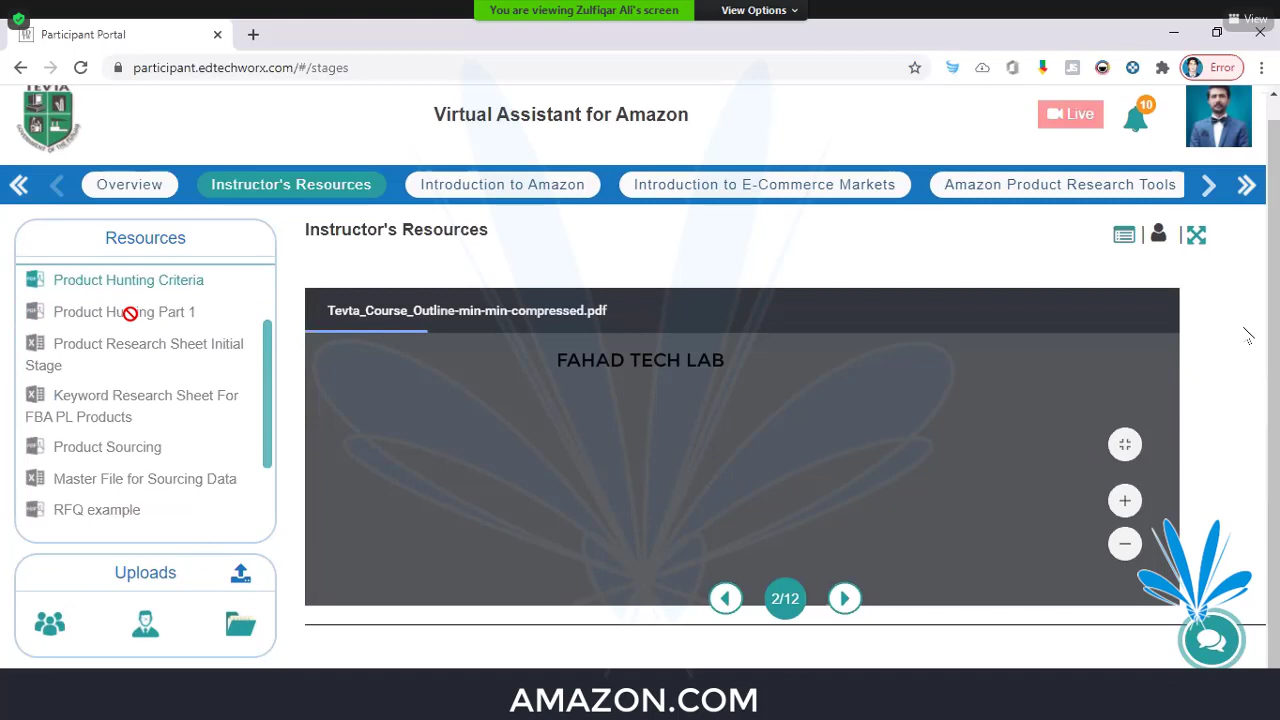 You are viewing Zulfiqar Ali's screen
View Options
View
Participant Portal
participant.edtechworx.com/#/stages
Error
TEVTA
Virtual Assistant for Amazon
Live
10
Overview
Instructor's Resources
Introduction to Amazon
Introduction to E-Commerce Markets
Amazon Product Research Tools
Resources
Product Hunting Criteria
Product Hunting Part 1
Product Research Sheet Initial
Stage
Keyword Research Sheet For
FBA PL Products
Product Sourcing
Master File for Sourcing Data
RFQ example
Uploads
Instructor's Resources
Tevta_Course_Outline-min-min-compressed.pdf
FAHAD TECH LAB
2/12
AMAZON.COM